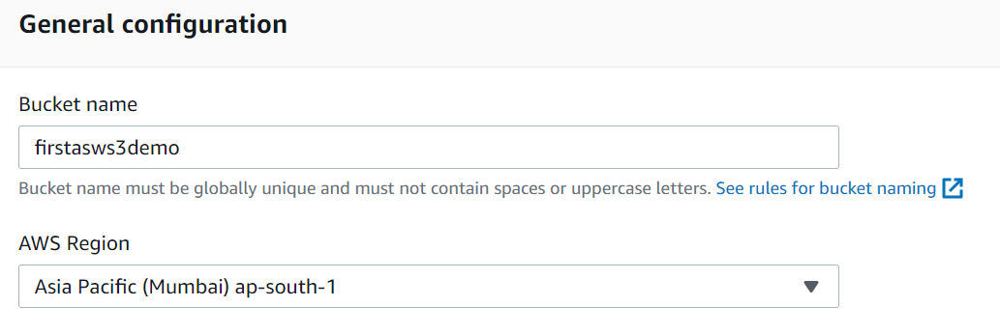 General configuration
Bucket name
firstasws3demo
Bucket name must be globally unique and must not contain spaces or uppercase letters. See rules for bucket naming
AWS Region
Asia Pacific (Mumbai) ap-south-1